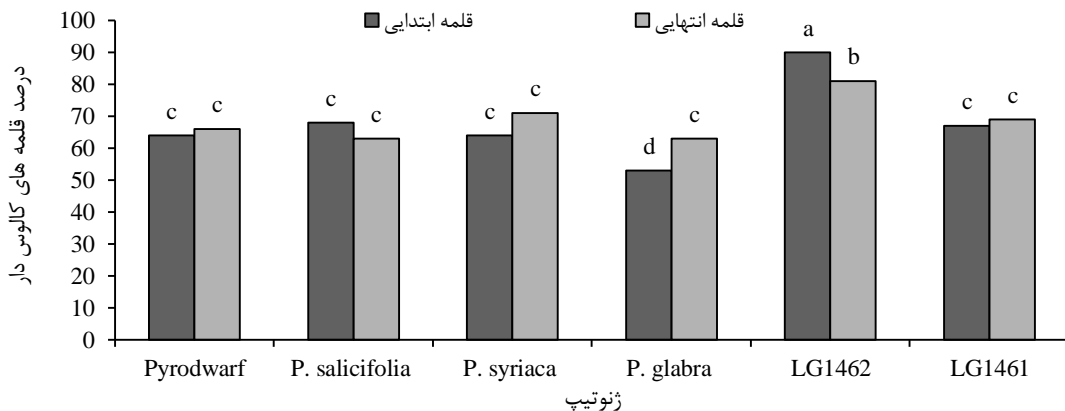 قلمه ابتدایی
قلمه انتهایی
درصد قلمه های کالوس دار
100
90
80
70
60
50
40
30
20
10
0
c c
c c
c c
d c
a b
c c
Pyrodwarf P. salicifolia P. syriaca P. glabra LG1462 LG1461
ژنوتیپ